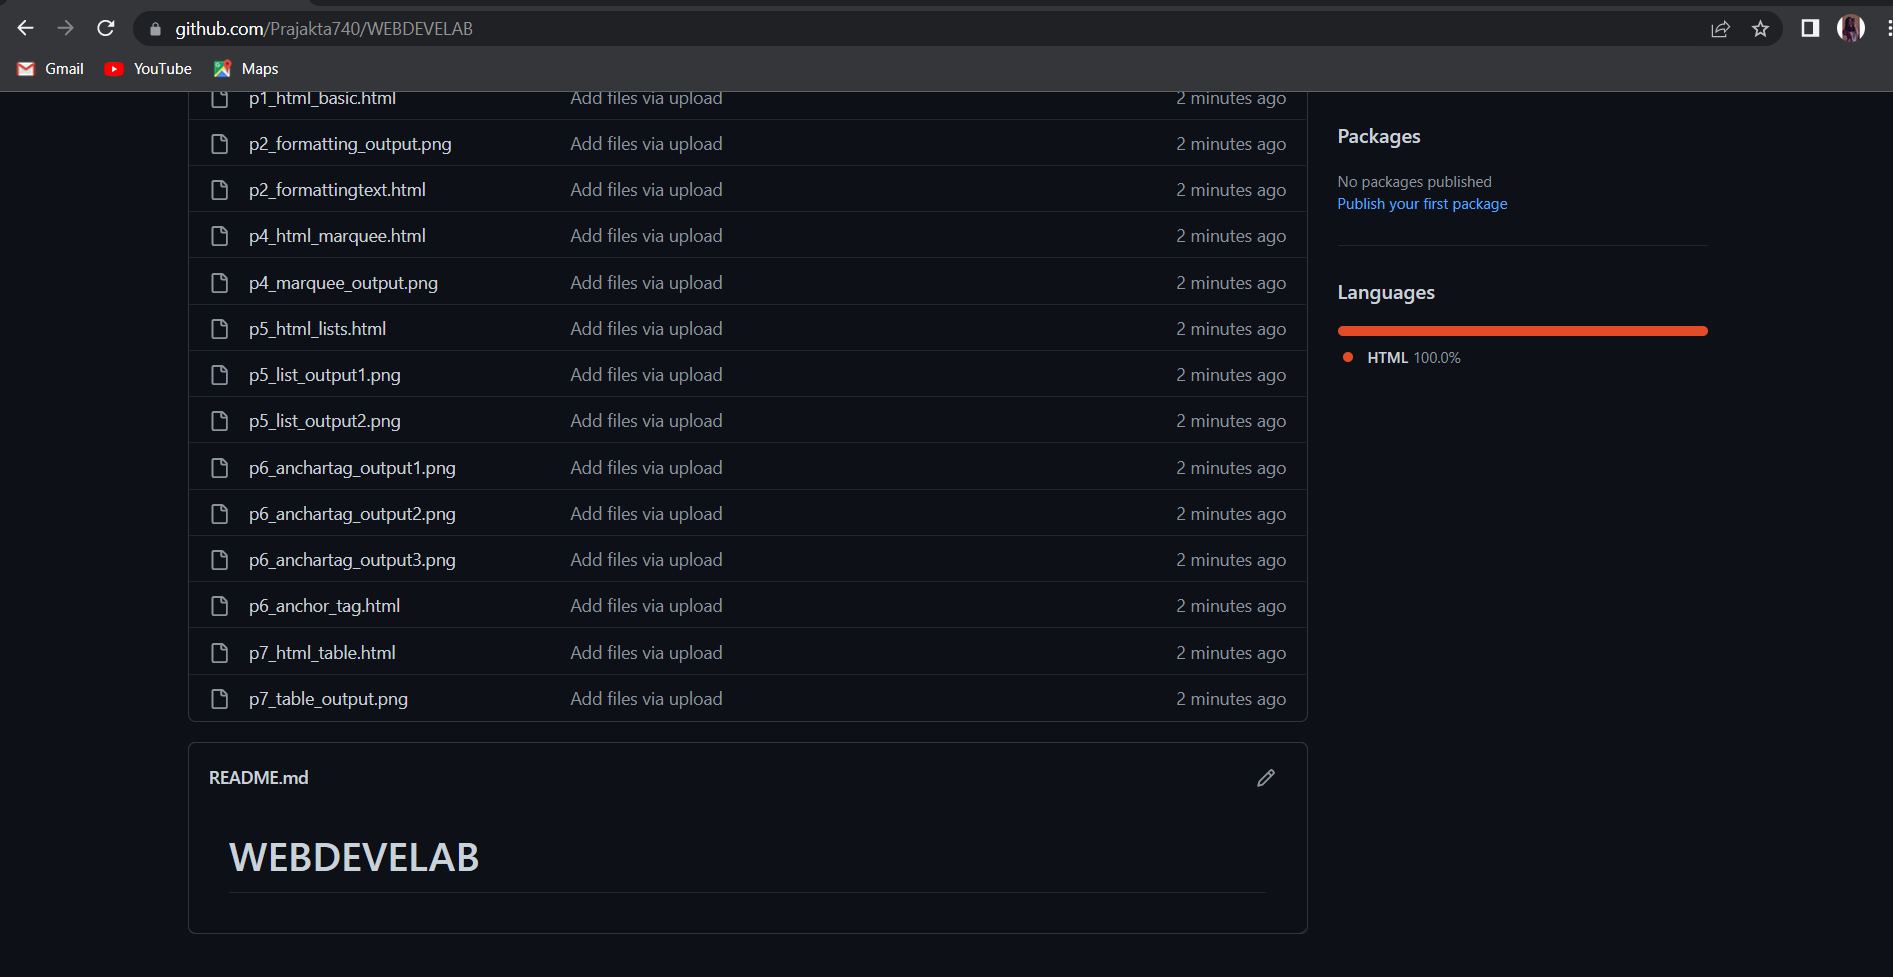 github.com/Prajakta740/WEBDEVELAB
Gmail YouTube Maps
p1_html_basic.html Add files via upload 2 minutes ago
p2_formatting_output.png Add files via upload 2 minutes ago
p2_formattingtext.html Add files via upload 2 minutes ago
p4_html_marquee.html Add files via upload 2 minutes ago
p4_marquee_output.png Add files via upload 2 minutes ago
p5_html_lists.html Add files via upload 2 minutes ago
p5_list_output1.png Add files via upload 2 minutes ago
p5_list_output2.png Add files via upload 2 minutes ago
p6_anchartag_output1.png Add files via upload 2 minutes ago
p6_anchartag_output2.png Add files via upload 2 minutes ago
p6_anchartag_output3.png Add files via upload 2 minutes ago
p6_anchor_tag.html Add files via upload 2 minutes ago
p7_html_table.html Add files via upload 2 minutes ago
p7_table_output.png Add files via upload 2 minutes ago
README.md
WEBDEVELAB
Packages
No packages published
Publish your first package
Languages
HTML 100.0%